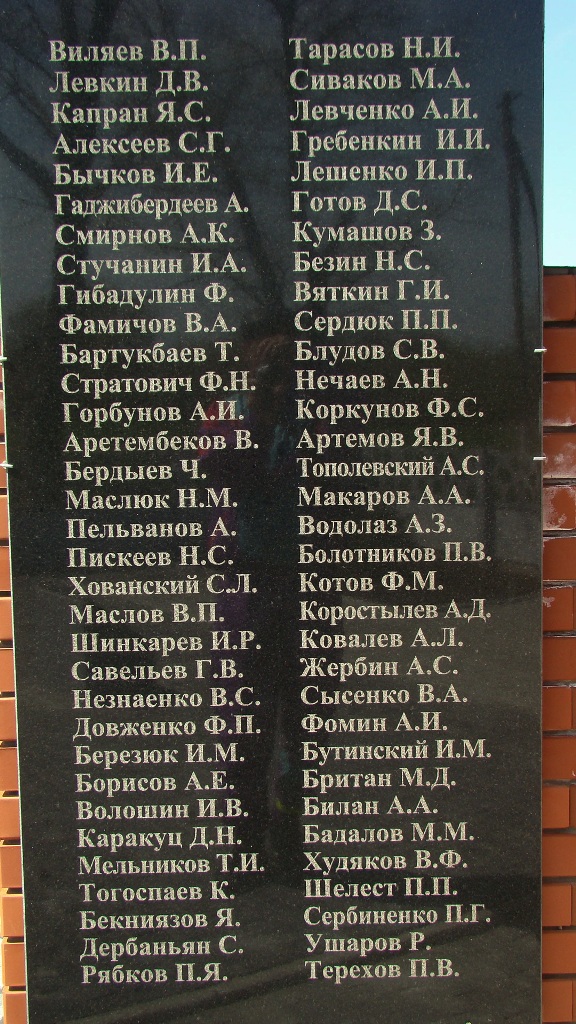 Виляев В.П.
Левкин Д.В.
Капран Я.С.
Алексеев С.Г.
Бычков И.Е.
Гаджибердеев А.
Смирнов А.К.
Стучанин И.А.
Гибадулин Ф.
Фамичов В.А.
Бартукбаев Т.
Стратович Ф.Н.
Горбунов А.И.
Аретембеков В.
Бердыев Ч.
Маслюк Н.М.
Пельванов А.
Пискеев Н.С.
Хованский С.Л.
Маслов В.П.
Шинкарев И.Р.
Савельев Г.В.
Незнаенко В.С.
Довженко Ф.П.
Березюк И.М.
Борисов А.Е.
Волошин И.В.
Каракуц Д.Н.
Мельников Т.И.
Тогоспаев К.
Бекниязов Я.
Дербаньян С.
Рябков П.Я.
Тарасов Н.И.
Сиваков М.А.
Левченко А.И.
Гребенкин И.И.
Лешенко И.П.
Готов Д.С.
Кумашов З.
Безин Н.С.
Вяткин Г.И.
Сердюк П.П.
Блудов С.В.
Нечаев А.Н.
Коркунов Ф.С.
Артемов Я.В.
Тополевский А.С.
Макаров А.А.
Водолаз А.З.
Болотников П.В.
Котов Ф.М.
Коростылев А.Д.
Ковалев А.Л.
Жербин А.С.
Сысенко В.А.
Фомин А.И.
Бутинский И.М.
Британ М.Д.
Билан А.А.
Бадалов М.М.
Худяков В.Ф.
Шелест П.П.
Сербиненко П.Г.
Ушаров Р.
Терехов П.В.